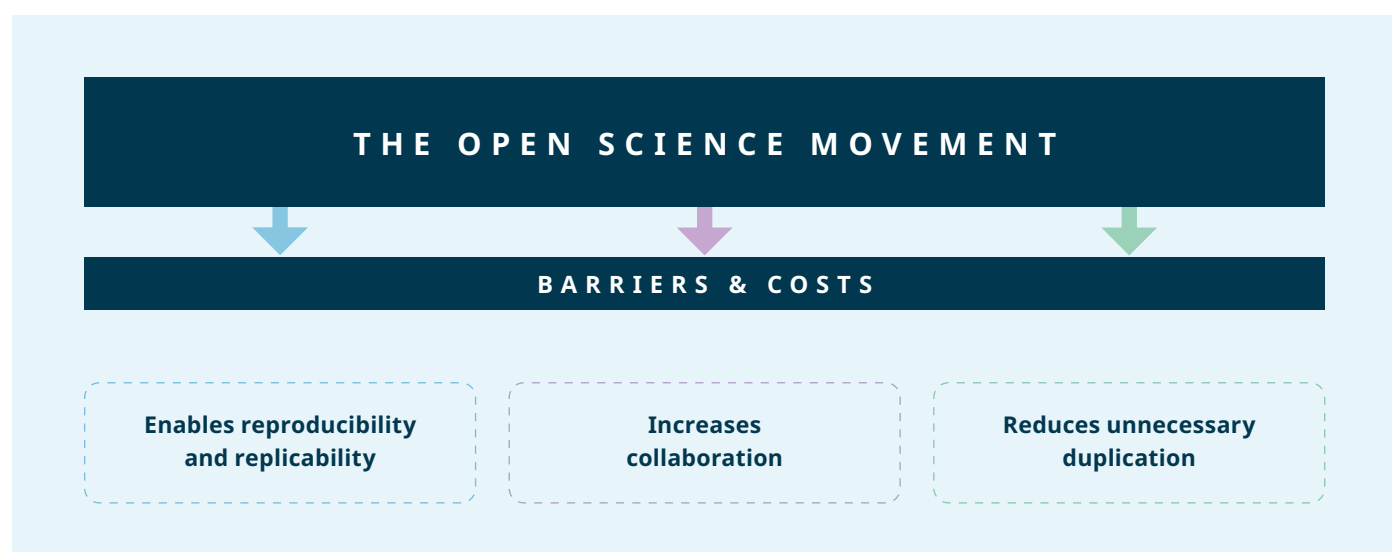 THE OPEN SCIENCE MOVEMENT
BARRIERS & COSTS
Enables reproducibility
and replicability
Increases
collaboration
Reduces unnecessary
duplication